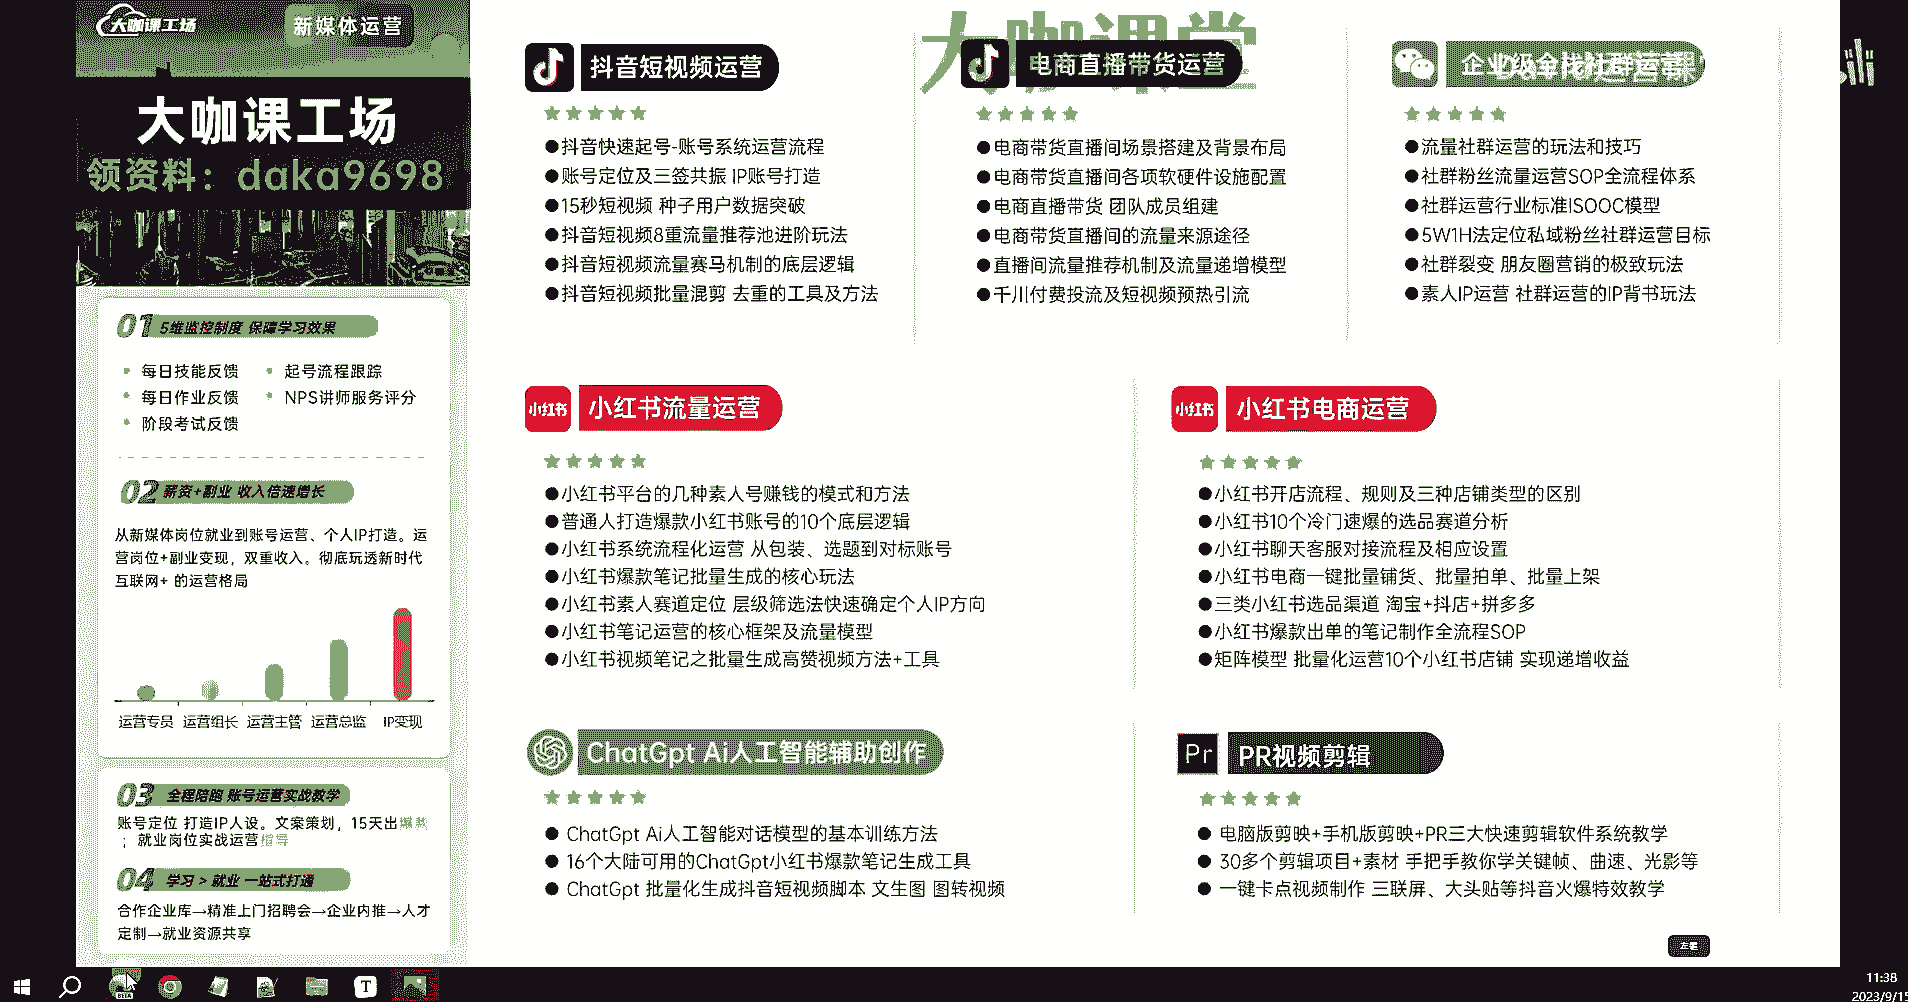 大咖课工场
新媒体运营
大咖课工场
领资料：daka9698
01 5维监控制度 保障学习效果
每日技能反馈
起号流程跟踪
每日作业反馈
NPS讲师服务评分
阶段考试反馈
02 薪资+副业 收入倍速增长
从新媒体岗位就业到账号运营、个人IP打造。运
营岗位+副业变现，双重收入。彻底玩透新时代
互联网+ 的运营格局
运营专员 运营组长 运营主管 运营总监 IP变现
03 全程陪跑 账号运营实战教学
账号定位 打造IP人设。文案策划，15天出爆款
；就业岗位实战运营指导
04 学习 > 就业 一站式打通
合作企业库→精准上门招聘会→企业内推→人才
定制→就业资源共享
大咖课堂
抖音短视频运营
●抖音快速起号-账号系统运营流程
●账号定位及三签共振 IP账号打造
●15秒短视频 种子用户数据突破
●抖音短视频8重流量推荐池进阶玩法
●抖音短视频流量赛马机制的底层逻辑
●抖音短视频批量混剪 去重的工具及方法
电商直播带货运营
●电商带货直播间场景搭建及背景布局
●电商带货直播间各项软硬件设施配置
●电商直播带货 团队成员组建
●电商带货直播间的流量来源途径
●直播间流量推荐机制及流量递增模型
●千川付费投流及短视频预热引流
企业级全栈社群运营
●流量社群运营的玩法和技巧
●社群粉丝流量运营SOP全流程体系
●社群运营行业标准ISOOC模型
●5W1H法定位私域粉丝社群运营目标
●社群裂变 朋友圈营销的极致玩法
●素人IP运营 社群运营的IP背书玩法
小红书
小红书流量运营
●小红书平台的几种素人号赚钱的模式和方法
●普通人打造爆款小红书账号的10个底层逻辑
●小红书系统流程化运营 从包装、选题到对标账号
●小红书爆款笔记批量生成的核心玩法
●小红书素人赛道定位 层级筛选法快速确定个人IP方向
●小红书笔记运营的核心框架及流量模型
●小红书视频笔记之批量生成高赞视频方法+工具
小红书
小红书电商运营
●小红书开店流程、规则及三种店铺类型的区别
●小红书10个冷门速爆的选品赛道分析
●小红书聊天客服对接流程及相应设置
●小红书电商一键批量铺货、批量拍单、批量上架
●三类小红书选品渠道 淘宝+抖店+拼多多
●小红书爆款出单的笔记制作全流程SOP
●矩阵模型 批量化运营10个小红书店铺 实现递增收益
ChatGpt Ai人工智能辅助创作
● ChatGpt Ai人工智能对话模型的基本训练方法
● 16个大陆可用的ChatGpt小红书爆款笔记生成工具
● ChatGpt 批量化生成抖音短视频脚本 文生图 图转视频
Pr
PR视频剪辑
● 电脑版剪映+手机版剪映+PR三大快速剪辑软件系统教学
● 30多个剪辑项目+素材 手把手教你学关键帧、曲速、光影等
● 一键卡点视频制作 三联屏、大头贴等抖音火爆特效教学
BETA
T
11:38
2023/9/15